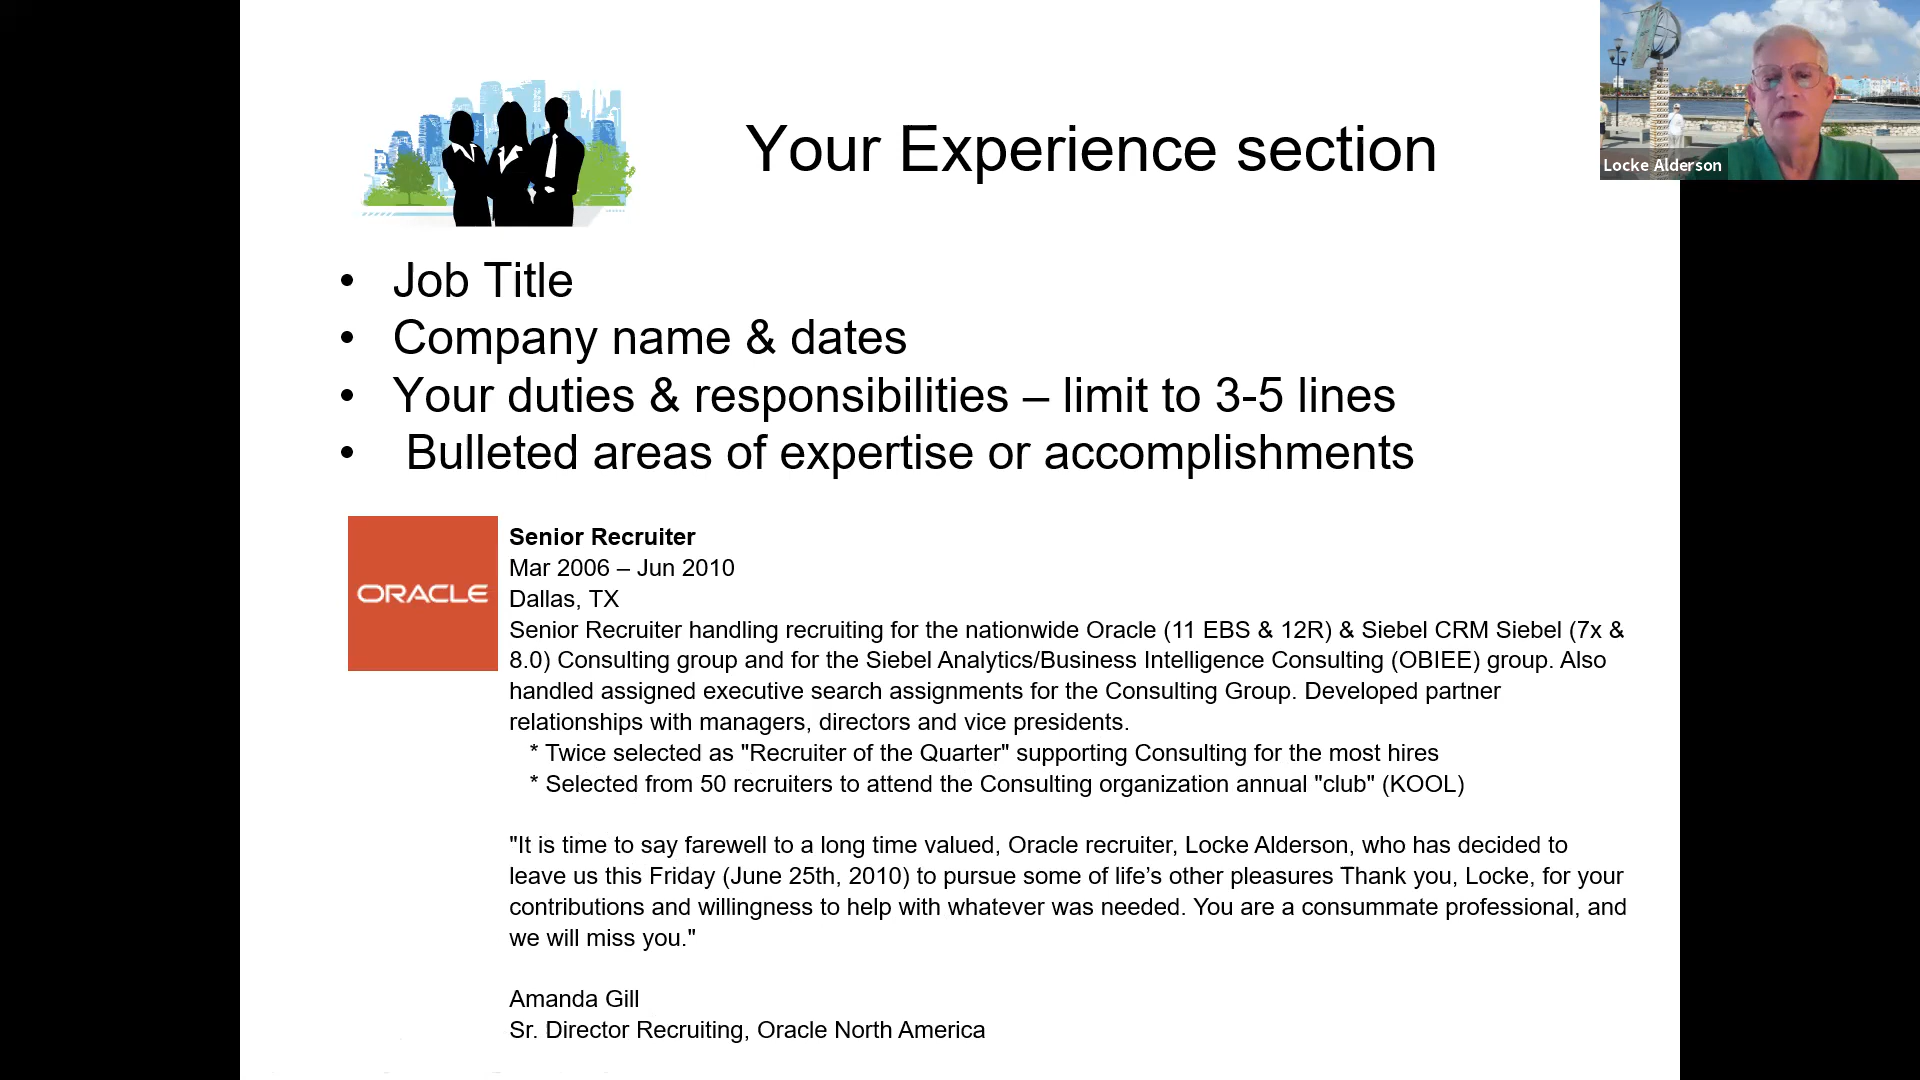 Your Experience section
Locke Alderson
• Job Title
• Company name & dates
• Your duties & responsibilities – limit to 3-5 lines
• Bulleted areas of expertise or accomplishments
ORACLE
Senior Recruiter
Mar 2006 – Jun 2010
Dallas, TX
Senior Recruiter handling recruiting for the nationwide Oracle (11 EBS & 12R) & Siebel CRM Siebel (7x &
8.0) Consulting group and for the Siebel Analytics/Business Intelligence Consulting (OBIEE) group. Also
handled assigned executive search assignments for the Consulting Group. Developed partner
relationships with managers, directors and vice presidents.
* Twice selected as "Recruiter of the Quarter" supporting Consulting for the most hires
* Selected from 50 recruiters to attend the Consulting organization annual "club" (KOOL)
"It is time to say farewell to a long time valued, Oracle recruiter, Locke Alderson, who has decided to
leave us this Friday (June 25th, 2010) to pursue some of life’s other pleasures Thank you, Locke, for your
contributions and willingness to help with whatever was needed. You are a consummate professional, and
we will miss you."
Amanda Gill
Sr. Director Recruiting, Oracle North America